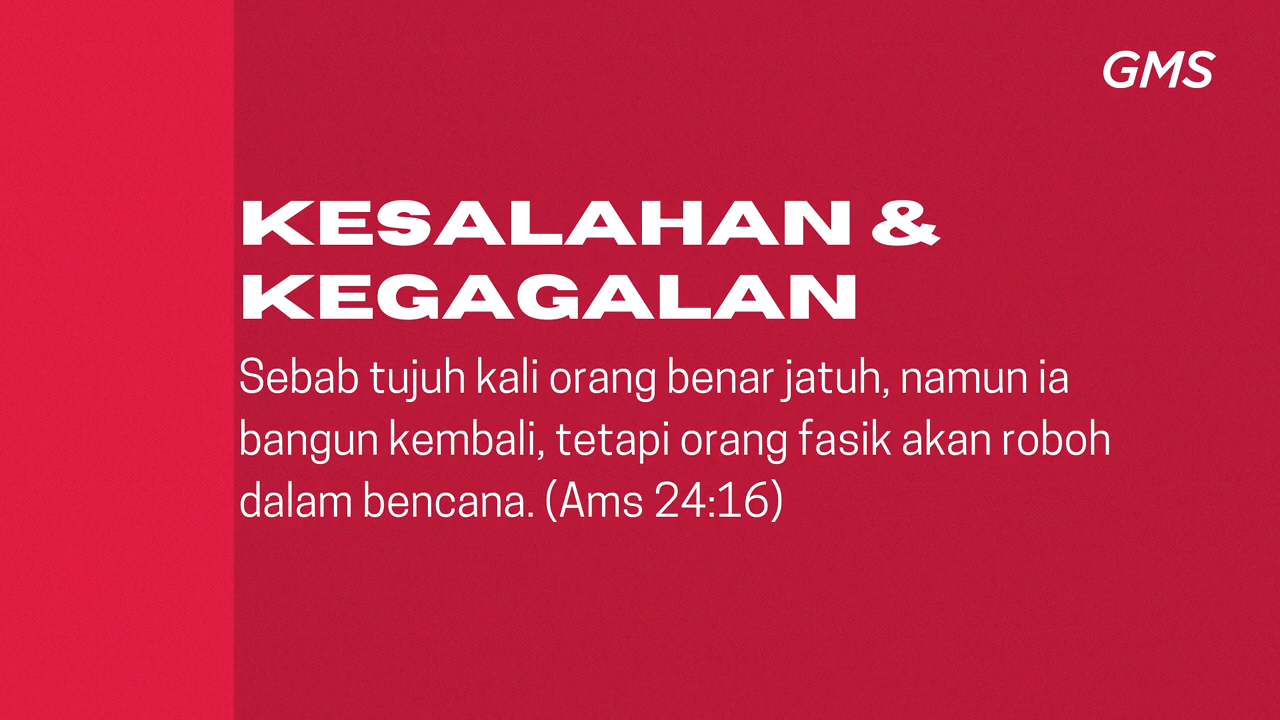 GMS
KESALAHAN &
KEGAGALAN
Sebab tujuh kali orang benar jatuh, namun ia
bangun kembali, tetapi orang fasik akan roboh
dalam bencana. (Ams 24:16)